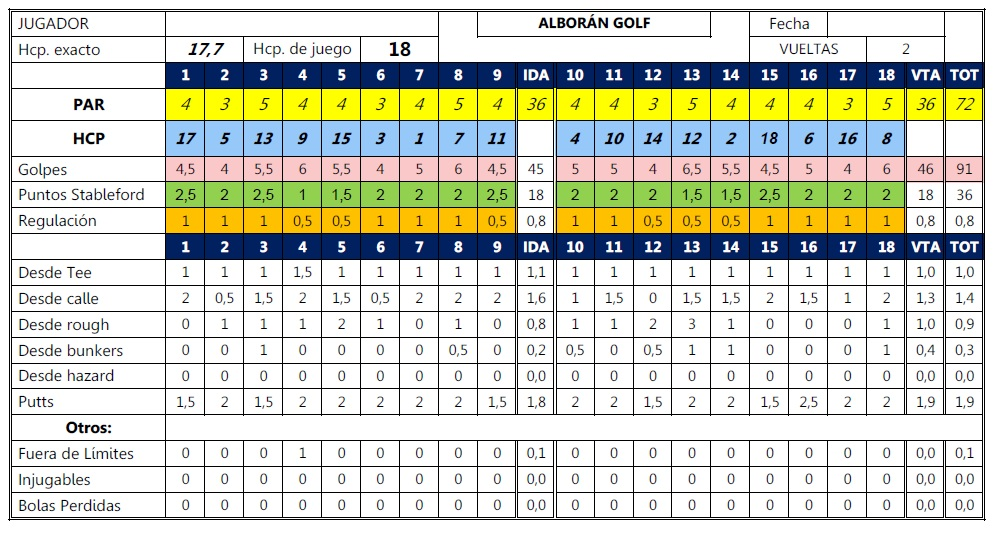 JUGADOR ALBORÁN GOLF Fecha
Hcp. exacto 17,7 Hcp. de juego 18 VUELTAS 2
1 2 3 4 5 6 7 8 9 IDA 10 11 12 13 14 15 16 17 18 VTA TOT
PAR 4 3 5 4 4 3 4 5 4 36 4 4 3 5 4 4 4 3 5 36 72
HCP 17 5 13 9 15 3 1 7 11 4 10 14 12 2 18 6 16 8
Golpes 4,5 4 5,5 6 5,5 4 5 6 4,5 45 5 5 4 6,5 5,5 4,5 5 4 6 46 91
Puntos Stableford 2,5 2 2,5 1 1,5 2 2 2 2,5 18 2 2 2 1,5 1,5 2,5 2 2 2 18 36
Regulación 1 1 1 0,5 0,5 1 1 1 0,5 0,8 1 1 0,5 0,5 0,5 1 1 1 1 0,8 0,8
1 2 3 4 5 6 7 8 9 IDA 10 11 12 13 14 15 16 17 18 VTA TOT
Desde Tee 1 1 1 1,5 1 1 1 1 1 1,1 1 1 1 1 1 1 1 1 1 1,0 1,0
Desde calle 2 0,5 1,5 2 1,5 0,5 2 2 2 1,6 1 1,5 0 1,5 1,5 2 1,5 1 2 1,3 1,4
Desde rough 0 1 1 1 2 1 0 1 0 0,8 1 1 2 3 1 0 0 0 1 1,0 0,9
Desde bunkers 0 0 1 0 0 0 0 0,5 0 0,2 0,5 0 0,5 1 1 0 0 0 1 0,4 0,3
Desde hazard 0 0 0 0 0 0 0 0 0 0,0 0 0 0 0 0 0 0 0 0 0,0 0,0
Putts 1,5 2 1,5 2 2 2 2 2 1,5 1,8 2 2 1,5 2 2 1,5 2,5 2 2 1,9 1,9
Otros:
Fuera de Límites 0 0 0 1 0 0 0 0 0 0,1 0 0 0 0 0 0 0 0 0 0,0 0,1
Injugables 0 0 0 0 0 0 0 0 0 0,0 0 0 0 0 0 0 0 0 0 0,0 0,0
Bolas Perdidas 0 0 0 0 0 0 0 0 0 0,0 0 0 0 0 0 0 0 0 0 0,0 0,0